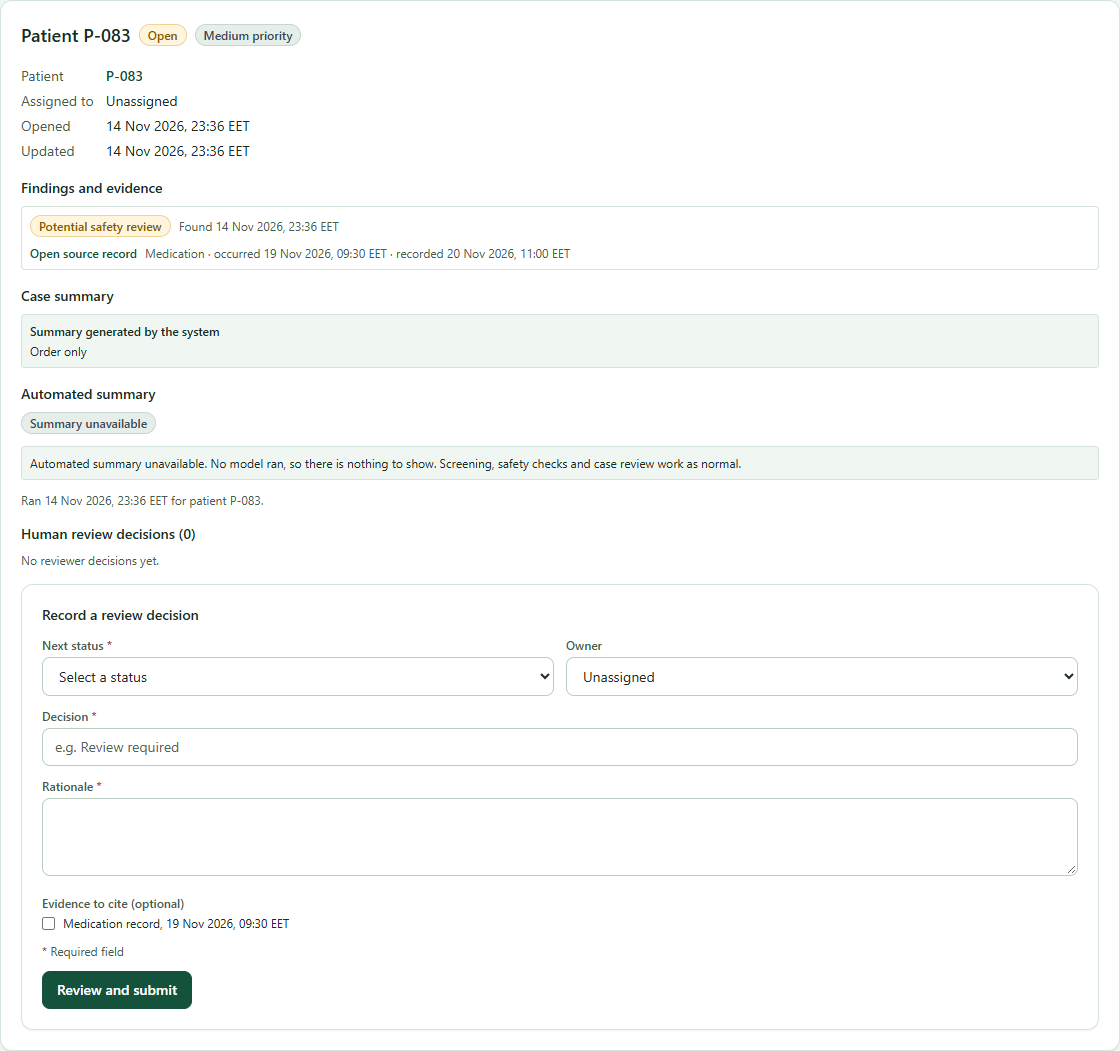 Patient P-083 Open Medium priority
Patient P-083
Assigned to Unassigned
Opened 14 Nov 2026, 23:36 EET
Updated 14 Nov 2026, 23:36 EET
Findings and evidence
Potential safety review Found 14 Nov 2026, 23:36 EET
Open source record Medication · occurred 19 Nov 2026, 09:30 EET · recorded 20 Nov 2026, 11:00 EET
Case summary
Summary generated by the system
Order only
Automated summary
Summary unavailable
Automated summary unavailable. No model ran, so there is nothing to show. Screening, safety checks and case review work as normal.
Ran 14 Nov 2026, 23:36 EET for patient P-083.
Human review decisions (0)
No reviewer decisions yet.
Record a review decision
Next status * Owner
Select a status Unassigned
Decision *
e.g. Review required
Rationale *
Evidence to cite (optional)
Medication record, 19 Nov 2026, 09:30 EET
* Required field
Review and submit